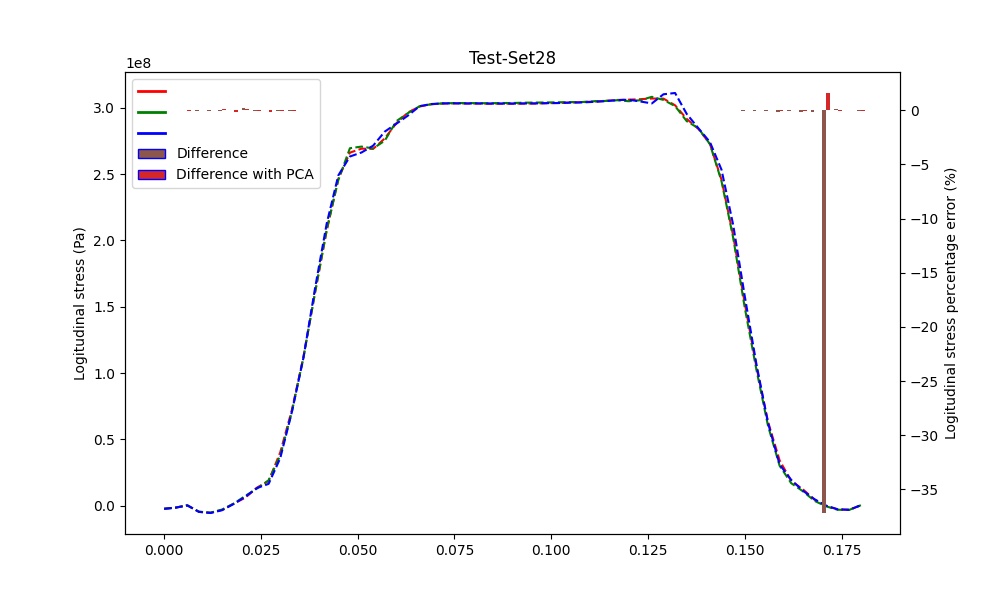 Test-Set28
1e8
Difference
Difference with PCA
3.0
2.5
2.0
1.5
1.0
0.5
0.0
Logitudinal stress (Pa)
0
−5
−10
−15
−20
−25
−30
−35
Logitudinal stress percentage error (%)
0.000 0.025 0.050 0.075 0.100 0.125 0.150 0.175